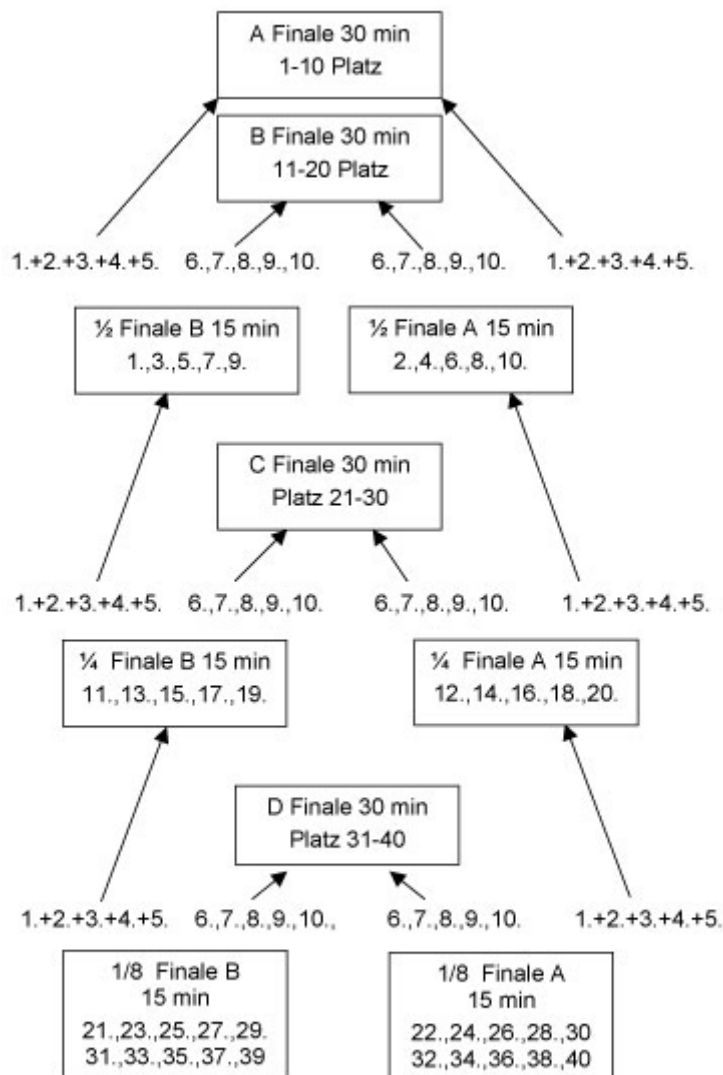 A Finale 30 min
1-10 Platz
B Finale 30 min
11-20 Platz
1.+2.+3.+4.+5. 6.,7.,8.,9.,10. 6.,7.,8.,9.,10. 1.+2.+3.+4.+5.
½ Finale B 15 min
1.,3.,5.,7.,9.
½ Finale A 15 min
2.,4.,6.,8.,10.
C Finale 30 min
Platz 21-30
1.+2.+3.+4.+5. 6.,7.,8.,9.,10. 6.,7.,8.,9.,10. 1.+2.+3.+4.+5.
¼ Finale B 15 min
11.,13.,15.,17.,19.
¼ Finale A 15 min
12.,14.,16.,18.,20.
D Finale 30 min
Platz 31-40
1.+2.+3.+4.+5. 6.,7.,8.,9.,10., 6.,7.,8.,9.,10. 1.+2.+3.+4.+5.
1/8 Finale B
15 min
21.,23.,25.,27.,29.
31.,33.,35.,37.,39
1/8 Finale A
15 min
22.,24.,26.,28.,30
32.,34.,36.,38.,40